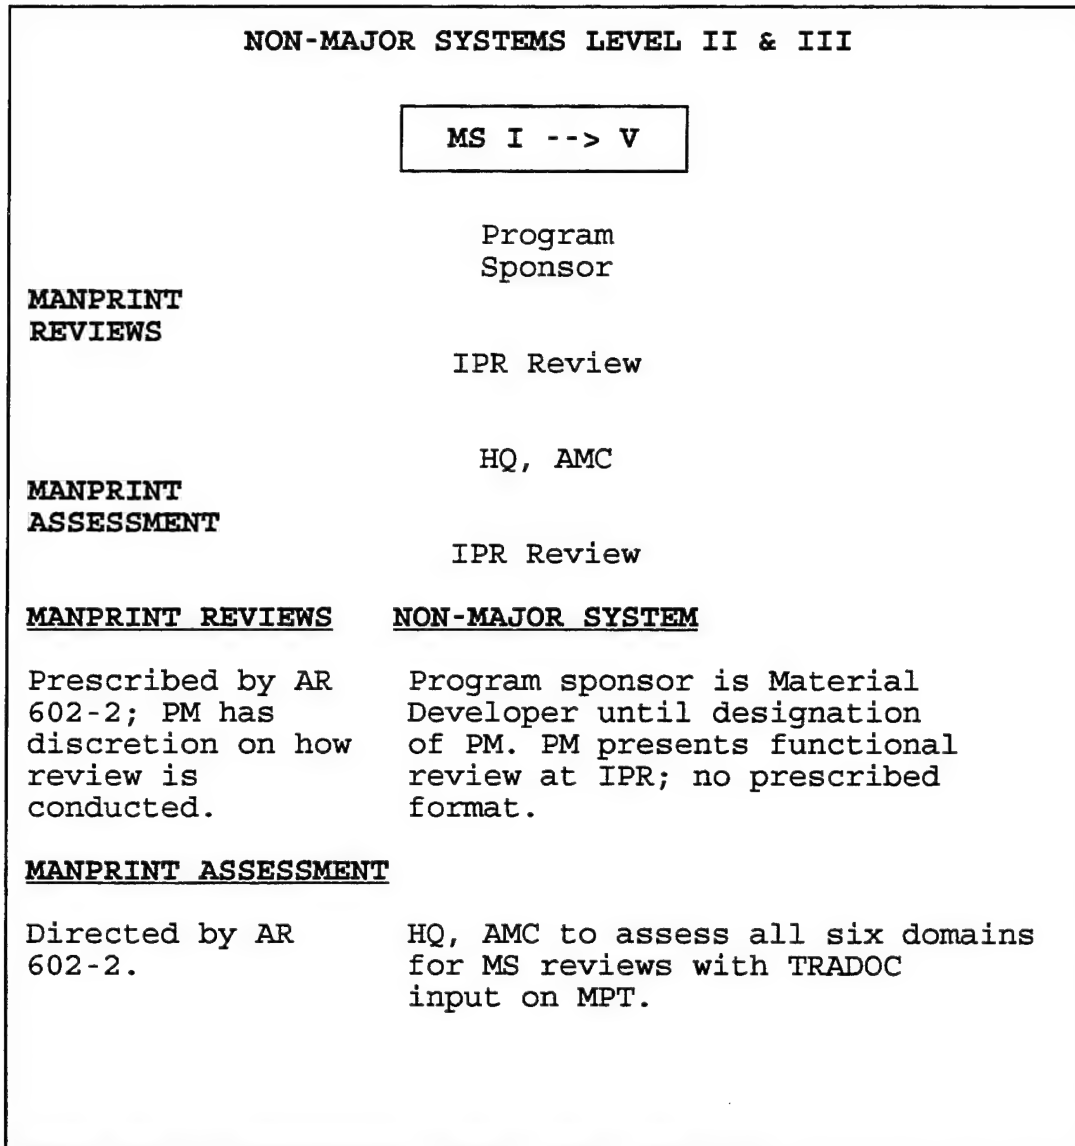 NON-MAJOR SYSTEMS LEVEL II & III
MS I --> V
Program
Sponsor
MANPRINT
REVIEWS
IPR Review
HQ, AMC
MANPRINT
ASSESSMENT
IPR Review
MANPRINT REVIEWS NON-MAJOR SYSTEM
Prescribed by AR Program sponsor is Material
602-2; PM has Developer until designation
discretion on how of PM. PM presents functional
review is review at IPR; no prescribed
conducted. format.
MANPRINT ASSESSMENT
Directed by AR HQ, AMC to assess all six domains
602-2. for MS reviews with TRADOC
input on MPT.